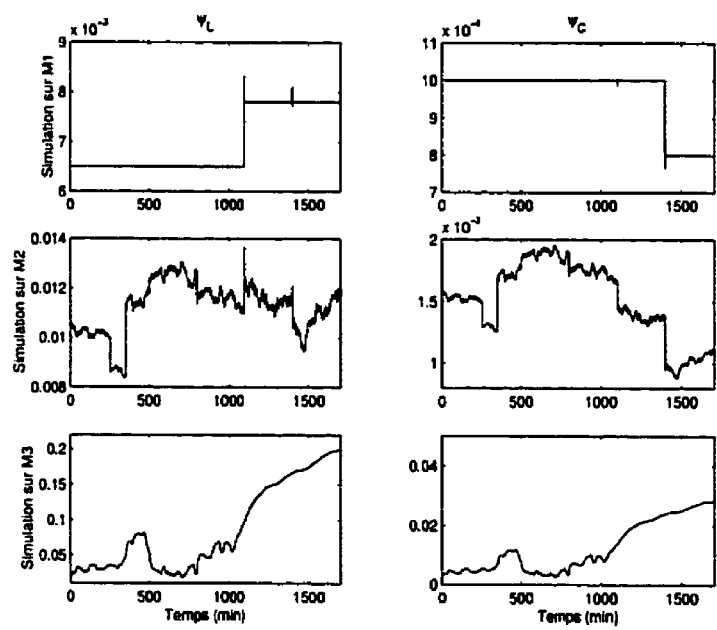 Ψ_L
x 10⁻³
Simulation sur M1
9
8
7
6
0 500 1000 1500
Ψ_C
x 10⁻⁴
11
10
9
8
7
0 500 1000 1500
Simulation sur M2
0.014
0.012
0.01
0.008
0 500 1000 1500
x 10⁻³
2
1.5
1
0 500 1000 1500
Simulation sur M3
0.2
0.15
0.1
0.05
0 500 1000 1500
Temps (min)
0.04
0.02
0
0 500 1000 1500
Temps (min)